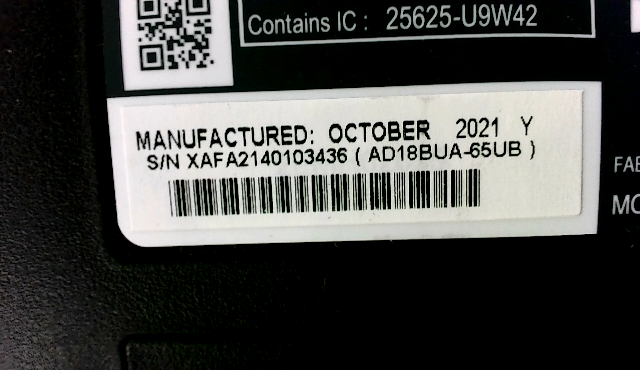 Contains IC : 25625-U9W42
MANUFACTURED: OCTOBER 2021 Y
S/N XAFA2140103436 ( AD18BUA-65UB )